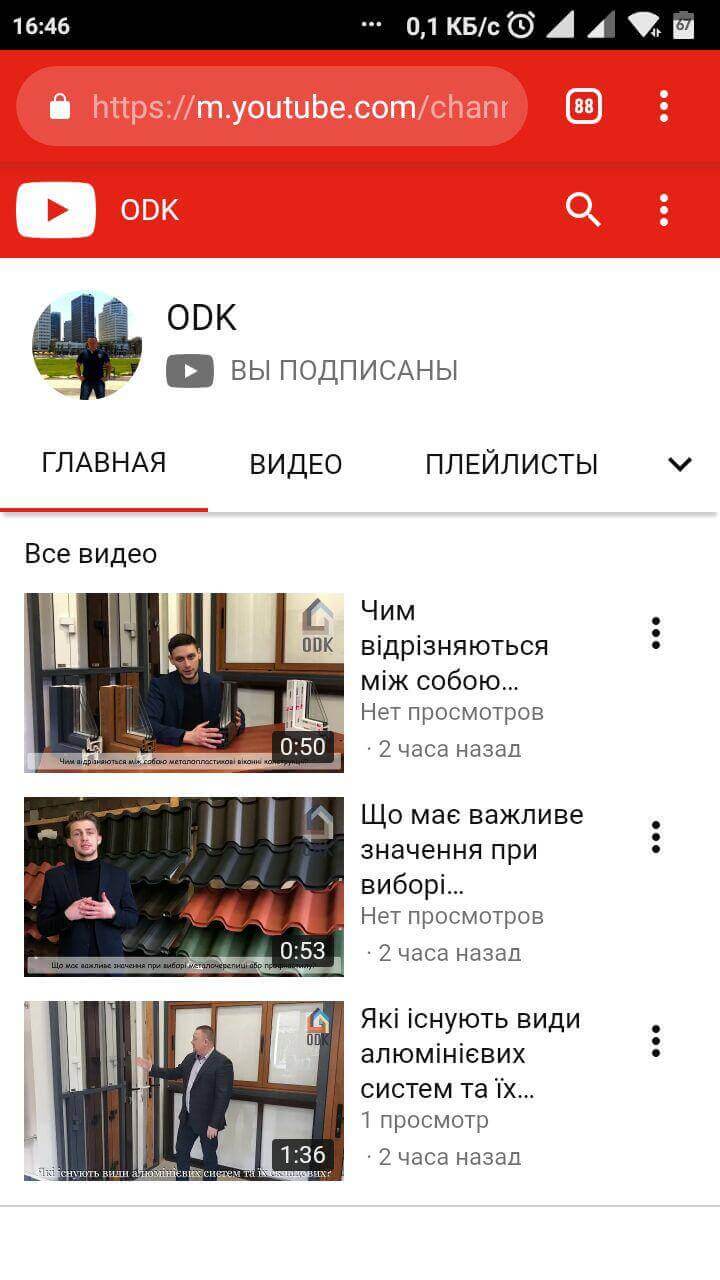 16:46
... 0,1 КБ/с
67
https://m.youtube.com/chanr
88
ODK
ODK
ВЫ ПОДПИСАНЫ
ГЛАВНАЯ
ВИДЕО
ПЛЕЙЛИСТЫ
Все видео
ODK
0:50
Чим відрізняються між собою металопластикові віконні конструкції?
Чим
відрізняються
між собою...
Нет просмотров
· 2 часа назад
0:53
Що має важливе значення при виборі металочерепиці або профнастилу?
Що має важливе
значення при
виборі...
Нет просмотров
· 2 часа назад
ODK
1:36
Які існують види алюмінієвих систем та їх складових?
Які існують види
алюмінієвих
систем та їх...
1 просмотр
· 2 часа назад